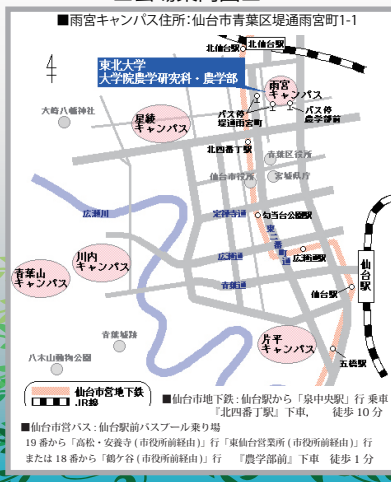 ■雨宮キャンパス住所：仙台市青葉区堤通雨宮町1-1
北仙台駅
北仙台駅
東北大学
大学院農学研究科・農学部
雨宮
キャンパス
バス停
堤通雨宮町
バス停
農学部前
大崎八幡神社
星綾
キャンパス
北四番丁駅
青葉区役所
仙台市役所
宮城県庁
広瀬川
定禅寺通
勾当台公園駅
東二番町通
広瀬通
広瀬通駅
仙台駅
川内
キャンパス
青葉山
キャンパス
青葉通
仙台駅
青葉城跡
片平
キャンパス
八木山動物公園
五橋駅
仙台市営地下鉄
JR線
■仙台市地下鉄：仙台駅から「泉中央駅」行 乗車
『北四番丁駅』下車、 徒歩 10 分
■仙台市営バス：仙台駅前バスプール乗り場
19 番から「高松・安養寺 ( 市役所前経由 )」行「東仙台営業所 ( 市役所前経由 )」行
または 18 番から「鶴ケ谷 ( 市役所前経由 )」行 『農学部前』下車 徒歩 1 分